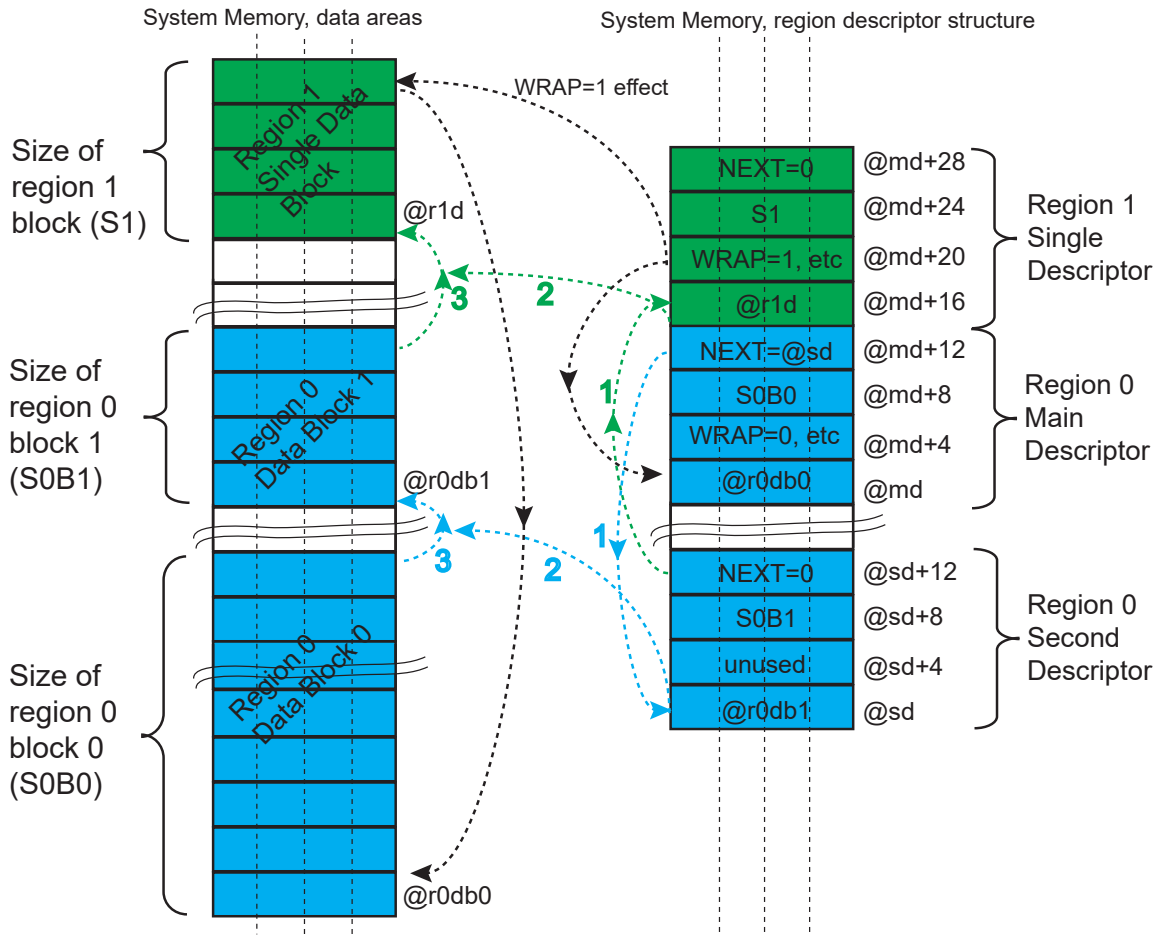 System Memory, data areas
System Memory, region descriptor structure
WRAP=1 effect
Size of
region 1
block (S1)
Region 1
Single Data
Block
@r1d
3
2
Size of
region 0
block 1
(S0B1)
Region 0
Data Block 1
@r0db1
3
2
1
1
Size of
region 0
block 0
(S0B0)
Region 0
Data Block 0
@r0db0
NEXT=0
@md+28
S1
@md+24
WRAP=1, etc
@md+20
@r1d
@md+16
Region 1
Single
Descriptor
NEXT=@sd
@md+12
S0B0
@md+8
WRAP=0, etc
@md+4
@r0db0
@md
Region 0
Main
Descriptor
NEXT=0
@sd+12
S0B1
@sd+8
unused
@sd+4
@r0db1
@sd
Region 0
Second
Descriptor